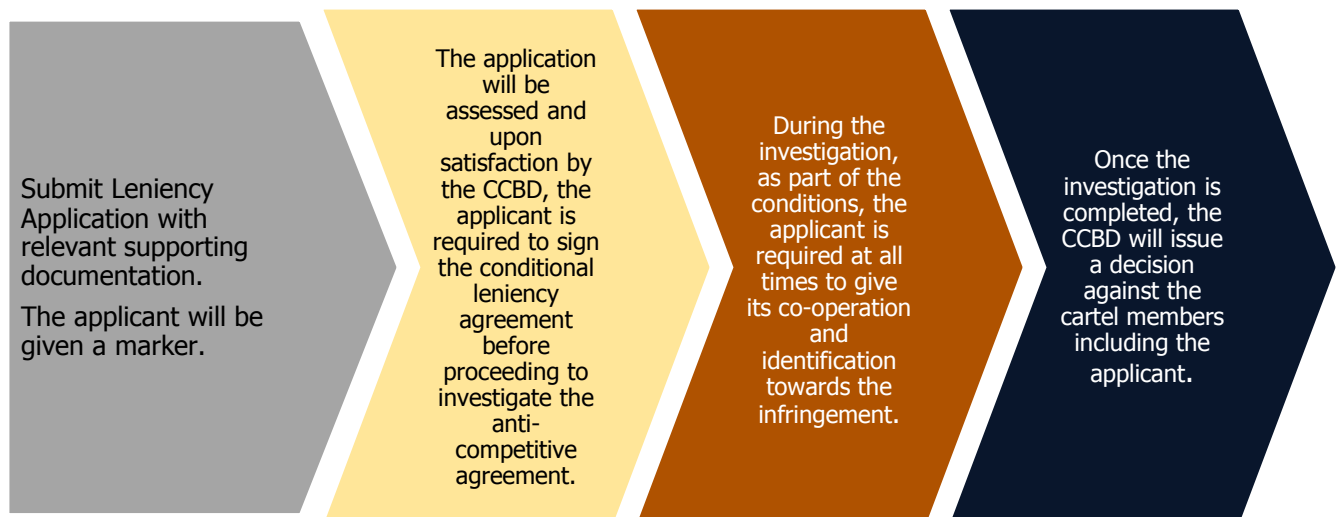 Submit Leniency
Application with
relevant supporting
documentation.
The applicant will be
given a marker.
The application
will be
assessed and
upon
satisfaction by
the CCBD, the
applicant is
required to sign
the conditional
leniency
agreement
before
proceeding to
investigate the
anti-
competitive
agreement.
During the
investigation,
as part of the
conditions, the
applicant is
required at all
times to give
its co-operation
and
identification
towards the
infringement.
Once the
investigation is
completed, the
CCBD will issue
a decision
against the
cartel members
including the
applicant.